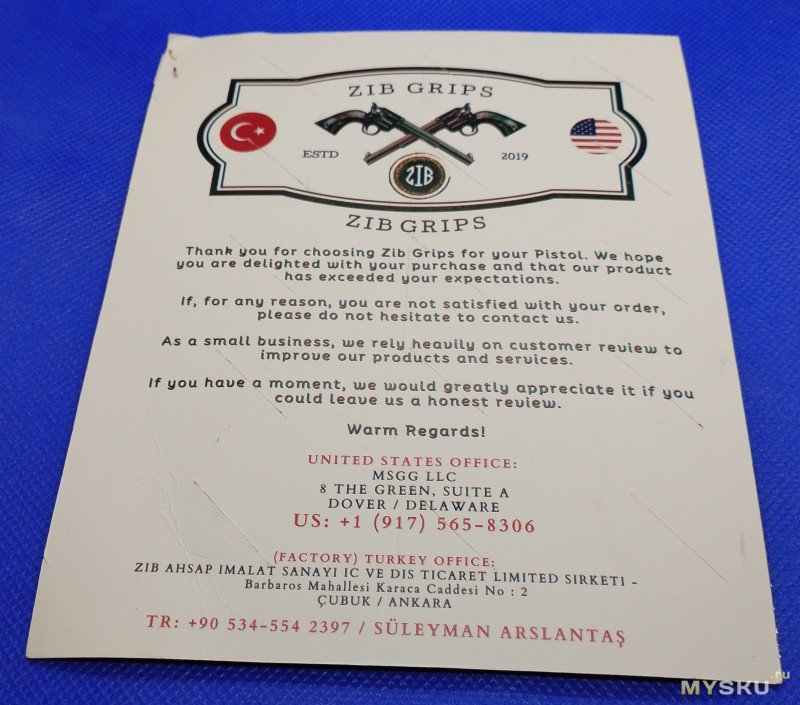 ZIB GRIPS
ESTD
2019
ZIB
ZIB GRIPS
Thank you for choosing Zib Grips for your Pistol. We hope
you are delighted with your purchase and that our product
has exceeded your expectations.
If, for any reason, you are not satisfied with your order,
please do not hesitate to contact us.
As a small business, we rely heavily on customer review to
improve our products and services.
If you have a moment, we would greatly appreciate it if you
could leave us a honest review.
Warm Regards!
UNITED STATES OFFICE:
MSGG LLC
8 THE GREEN, SUITE A
DOVER / DELAWARE
US: +1 (917) 565-8306
(FACTORY) TURKEY OFFICE:
ZIB AHSAP IMALAT SANAYI IC VE DIS TICARET LIMITED SIRKETI -
Barbaros Mahallesi Karaca Caddesi No : 2
ÇUBUK / ANKARA
TR: +90 534-554 2397 / SÜLEYMAN ARSLANTAŞ
MYSKU.ru